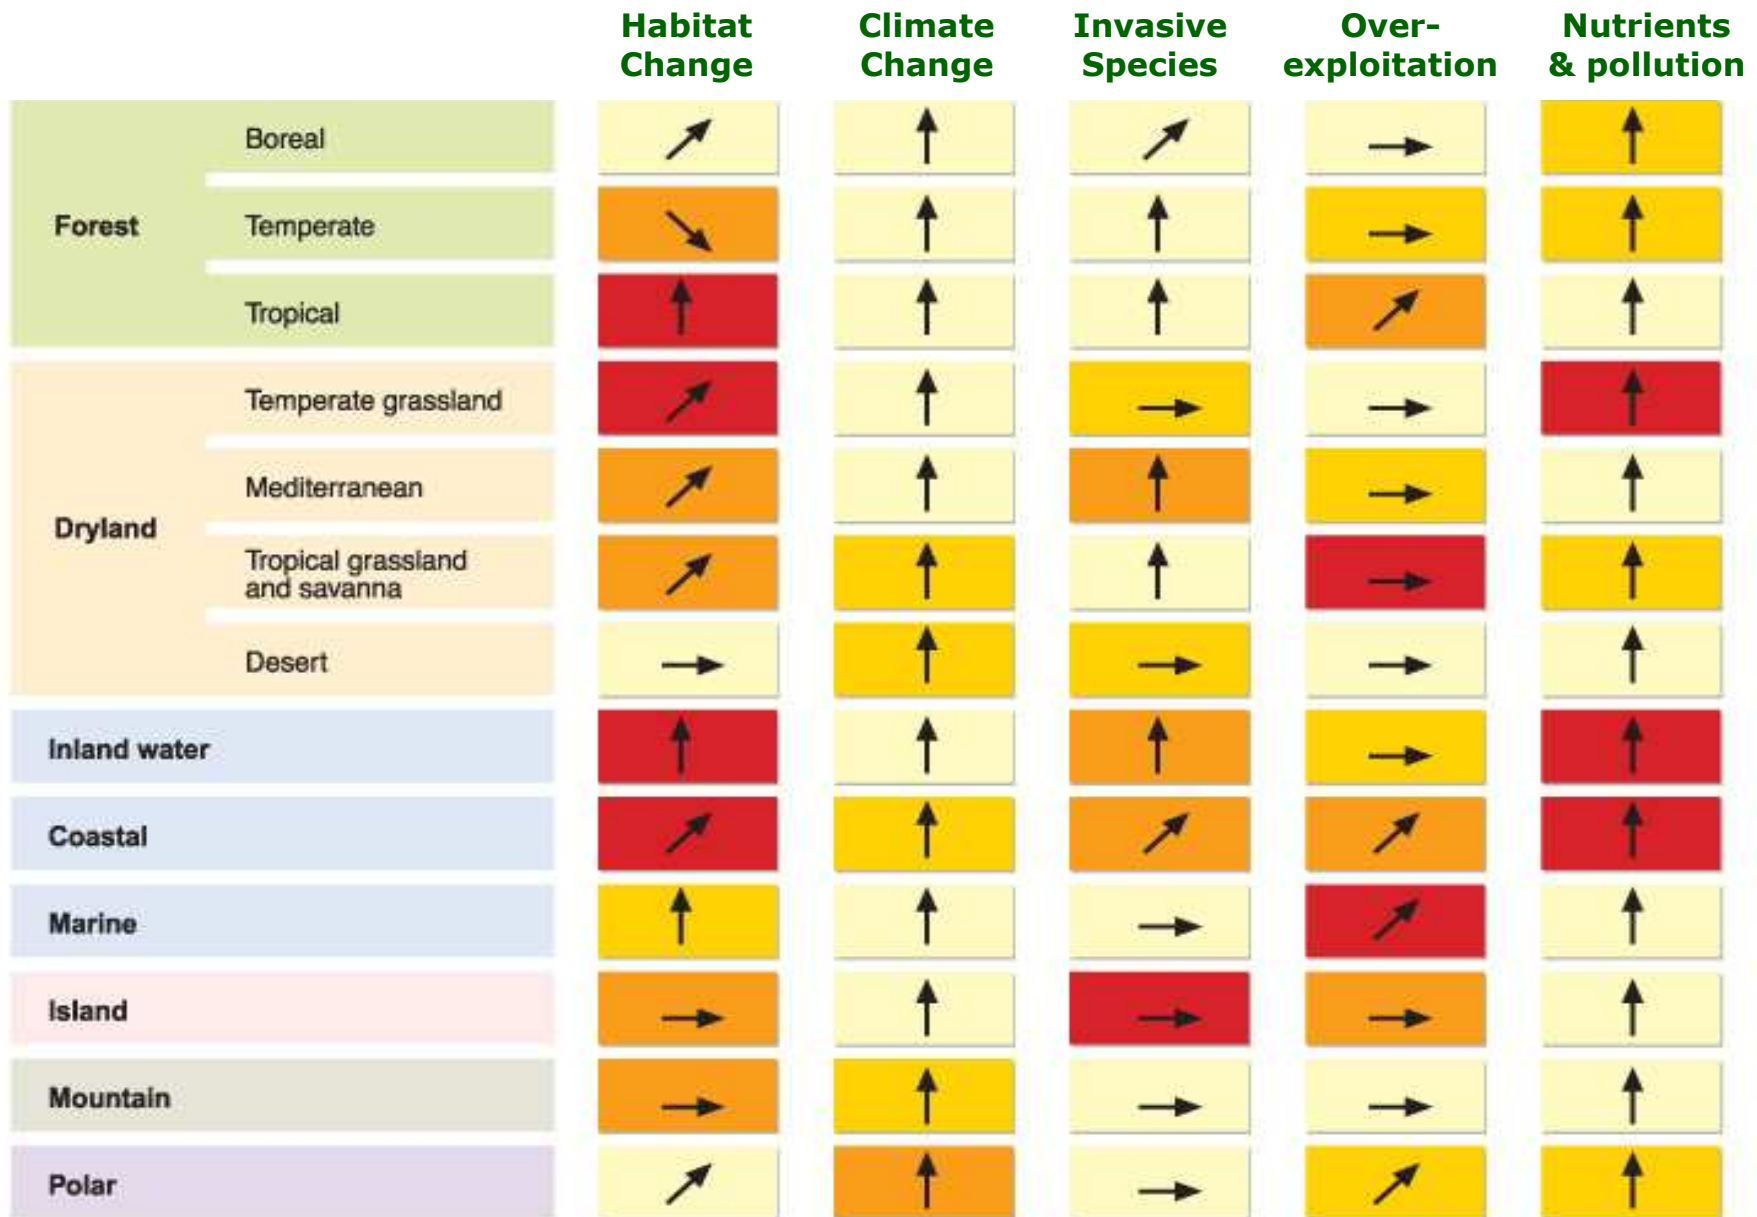 Habitat
Change
Climate
Change
Invasive
Species
Over-
exploitation
Nutrients
& pollution
Forest
Boreal
Temperate
Tropical
Dryland
Temperate grassland
Mediterranean
Tropical grassland
and savanna
Desert
Inland water
Coastal
Marine
Island
Mountain
Polar